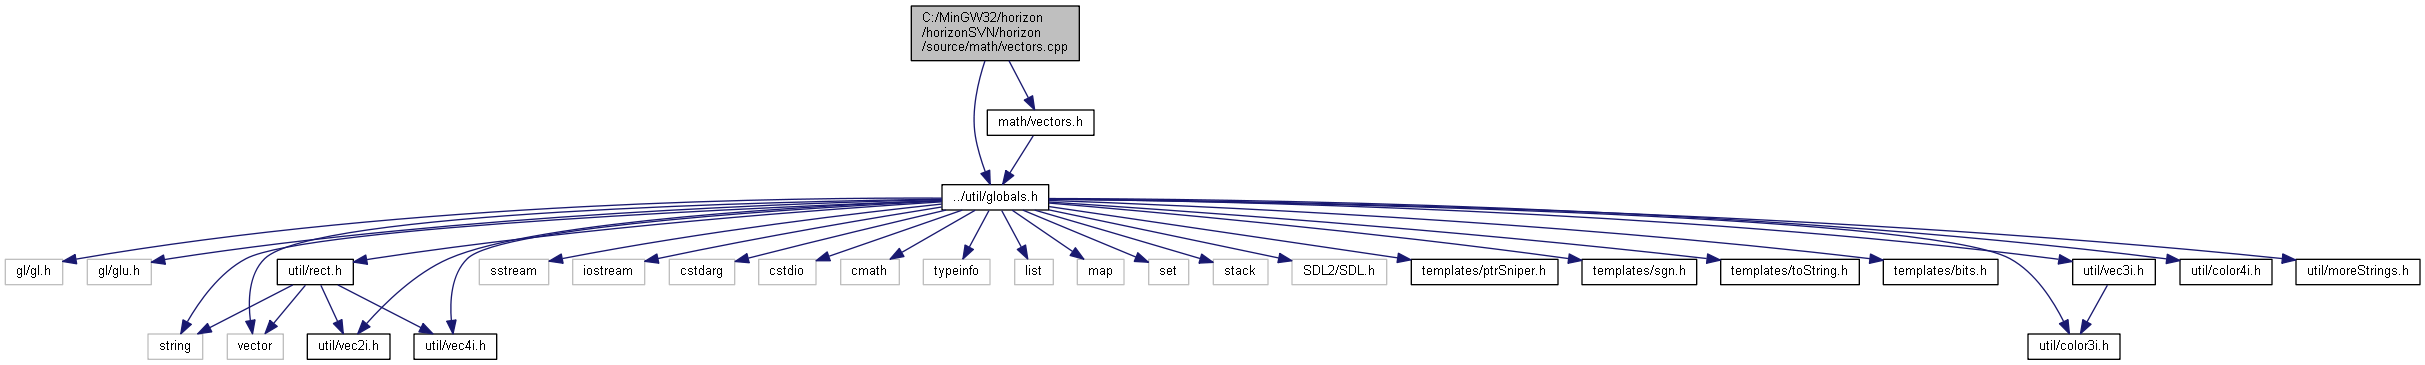 C:/MinGW32/horizon
/horizonSVN/horizon
/source/math/vectors.cpp
math/vectors.h
../util/globals.h
gl/gl.h
gl/glu.h
util/rect.h
sstream
iostream
cstdarg
cstdio
cmath
typeinfo
list
map
set
stack
SDL2/SDL.h
templates/ptrSniper.h
templates/sgn.h
templates/toString.h
templates/bits.h
util/vec3i.h
util/color4i.h
util/moreStrings.h
string
vector
util/vec2i.h
util/vec4i.h
util/color3i.h